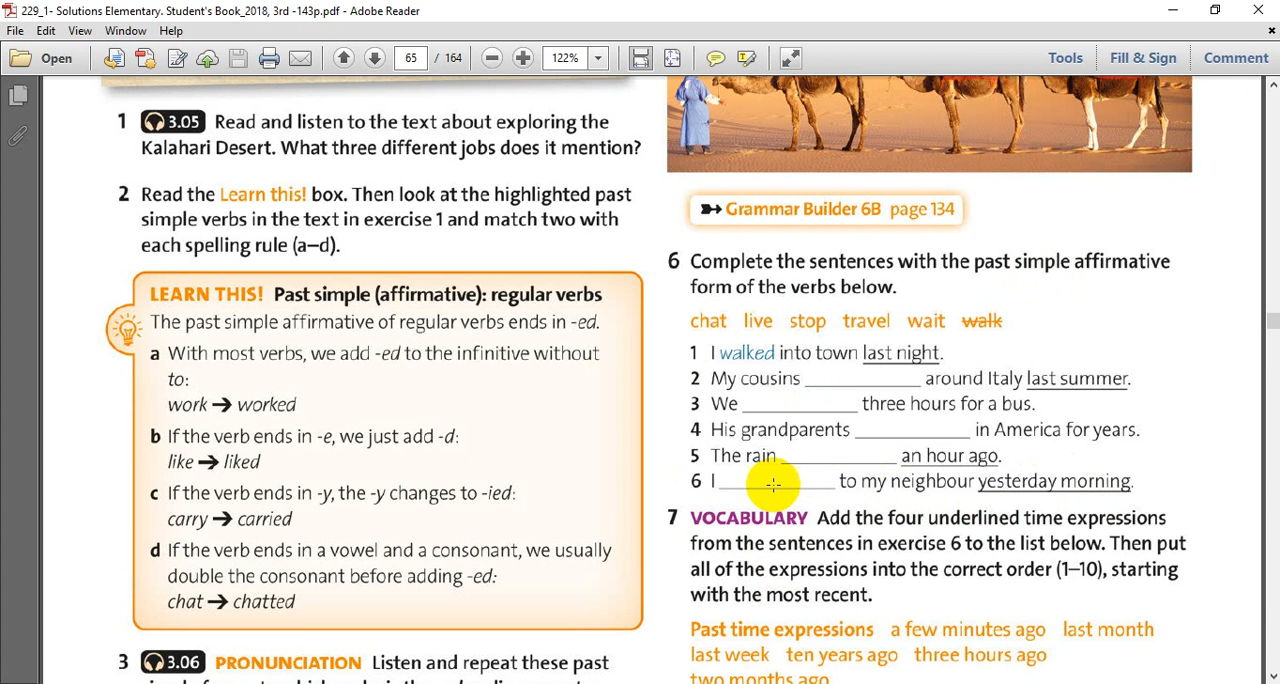 229_1- Solutions Elementary. Student's Book_2018, 3rd -143p.pdf - Adobe Reader
File Edit View Window Help
Open 65 / 164 122% Tools Fill & Sign Comment
1 3.05 Read and listen to the text about exploring the
Kalahari Desert. What three different jobs does it mention?
2 Read the Learn this! box. Then look at the highlighted past
simple verbs in the text in exercise 1 and match two with
each spelling rule (a–d).
LEARN THIS! Past simple (affirmative): regular verbs
The past simple affirmative of regular verbs ends in -ed.
a With most verbs, we add -ed to the infinitive without
to:
work → worked
b If the verb ends in -e, we just add -d:
like → liked
c If the verb ends in -y, the -y changes to -ied:
carry → carried
d If the verb ends in a vowel and a consonant, we usually
double the consonant before adding -ed:
chat → chatted
3 3.06 PRONUNCIATION Listen and repeat these past
Grammar Builder 6B page 134
6 Complete the sentences with the past simple affirmative
form of the verbs below.
chat live stop travel wait walk
1 I walked into town last night.
2 My cousins ____________ around Italy last summer.
3 We ____________ three hours for a bus.
4 His grandparents ____________ in America for years.
5 The rain ____________ an hour ago.
6 I ____________ to my neighbour yesterday morning.
7 VOCABULARY Add the four underlined time expressions
from the sentences in exercise 6 to the list below. Then put
all of the expressions into the correct order (1–10), starting
with the most recent.
Past time expressions a few minutes ago last month
last week ten years ago three hours ago
two months ago